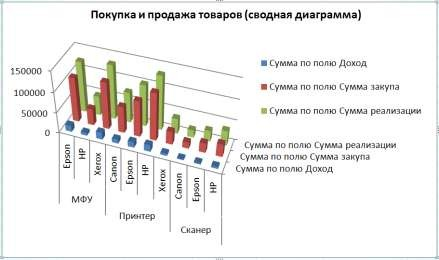 Покупка и продажа товаров (сводная диаграмма)
Сумма по полю Доход
Сумма по полю Сумма закупа
Сумма по полю Сумма реализации
150000
100000
50000
0
Сумма по полю Сумма реализации
Сумма по полю Сумма закупа
Сумма по полю Доход
Epson
HP
Xerox
Canon
Epson
HP
Xerox
Canon
Epson
HP
МФУ
Принтер
Сканер